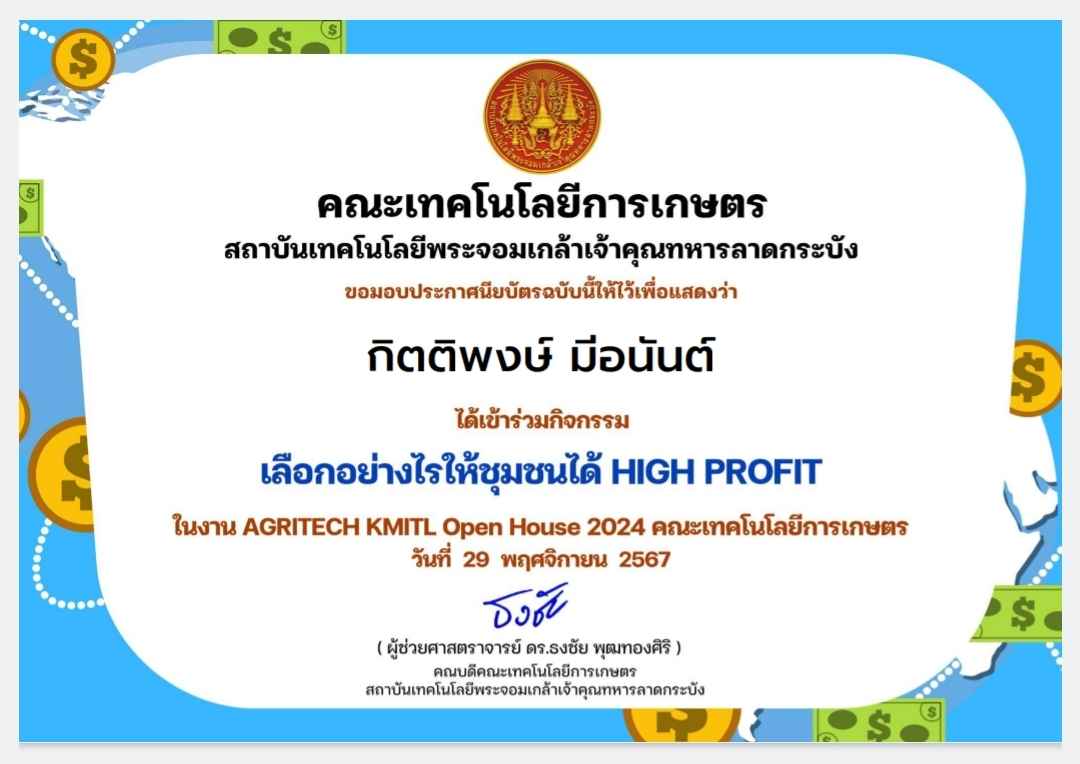 คณะเทคโนโลยีการเกษตร
สถาบันเทคโนโลยีพระจอมเกล้าเจ้าคุณทหารลาดกระบัง
ขอมอบประกาศนียบัตรฉบับนี้ให้ไว้เพื่อแสดงว่า
กิตติพงษ์ มีอนันต์
ได้เข้าร่วมกิจกรรม
เลือกอย่างไรให้ชุมชนได้ HIGH PROFIT
ในงาน AGRITECH KMITL Open House 2024 คณะเทคโนโลยีการเกษตร
วันที่ 29 พฤศจิกายน 2567
ธงชัย
( ผู้ช่วยศาสตราจารย์ ดร.ธงชัย พุฒทองศิริ )
คณบดีคณะเทคโนโลยีการเกษตร
สถาบันเทคโนโลยีพระจอมเกล้าเจ้าคุณทหารลาดกระบัง